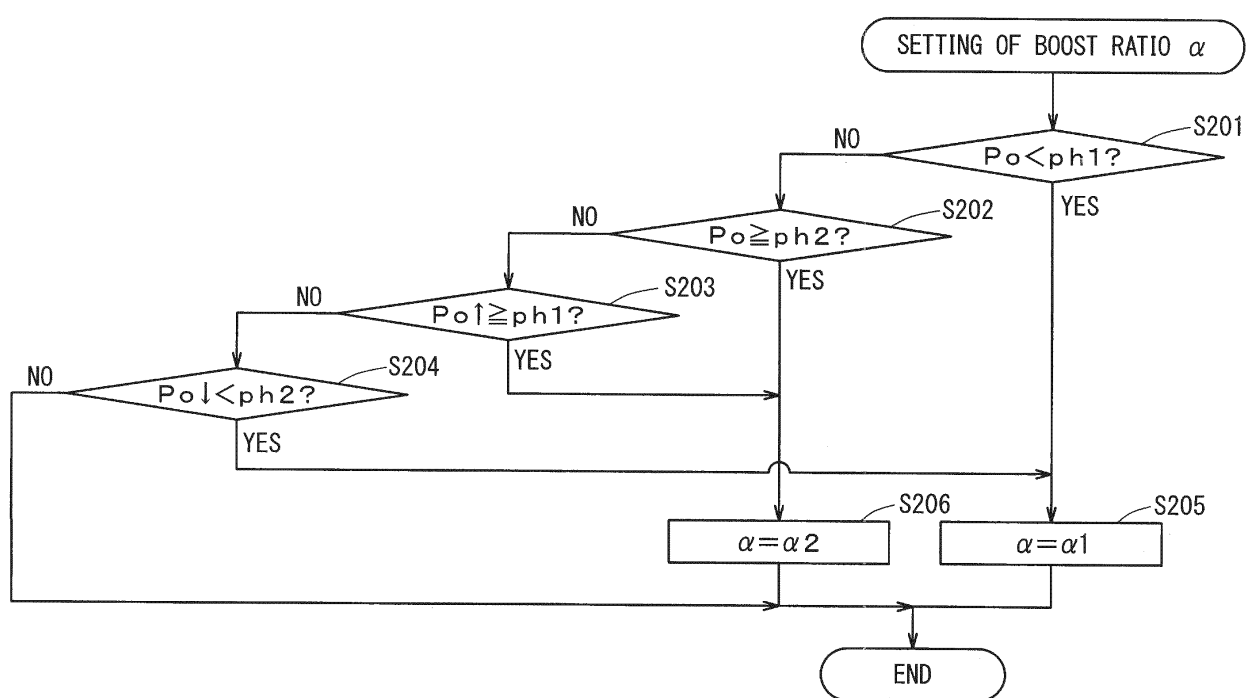 SETTING OF BOOST RATIO α
S201
NO
Po<ph1?
YES
S202
NO
Po≧ph2?
YES
S203
NO
Po↑≧ph1?
YES
S204
NO
Po↓<ph2?
YES
S206
α=α2
S205
α=α1
END